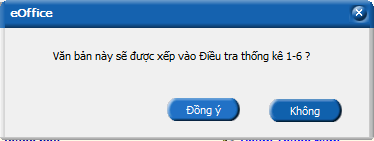 eOffice
Văn bản này sẽ được xếp vào Điều tra thống kê 1-6 ?
Đồng ý
Không